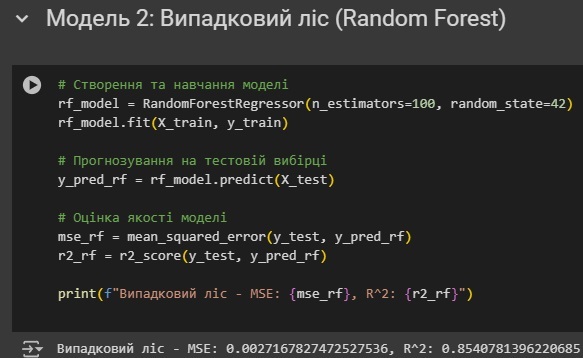 Модель 2: Випадковий ліс (Random Forest)
# Створення та навчання моделі
rf_model = RandomForestRegressor(n_estimators=100, random_state=42)
rf_model.fit(X_train, y_train)
# Прогнозування на тестовій вибірці
y_pred_rf = rf_model.predict(X_test)
# Оцінка якості моделі
mse_rf = mean_squared_error(y_test, y_pred_rf)
r2_rf = r2_score(y_test, y_pred_rf)
print(f"Випадковий ліс - MSE: {mse_rf}, R^2: {r2_rf}")
Випадковий ліс - MSE: 0.0027167827472527536, R^2: 0.8540781396220685